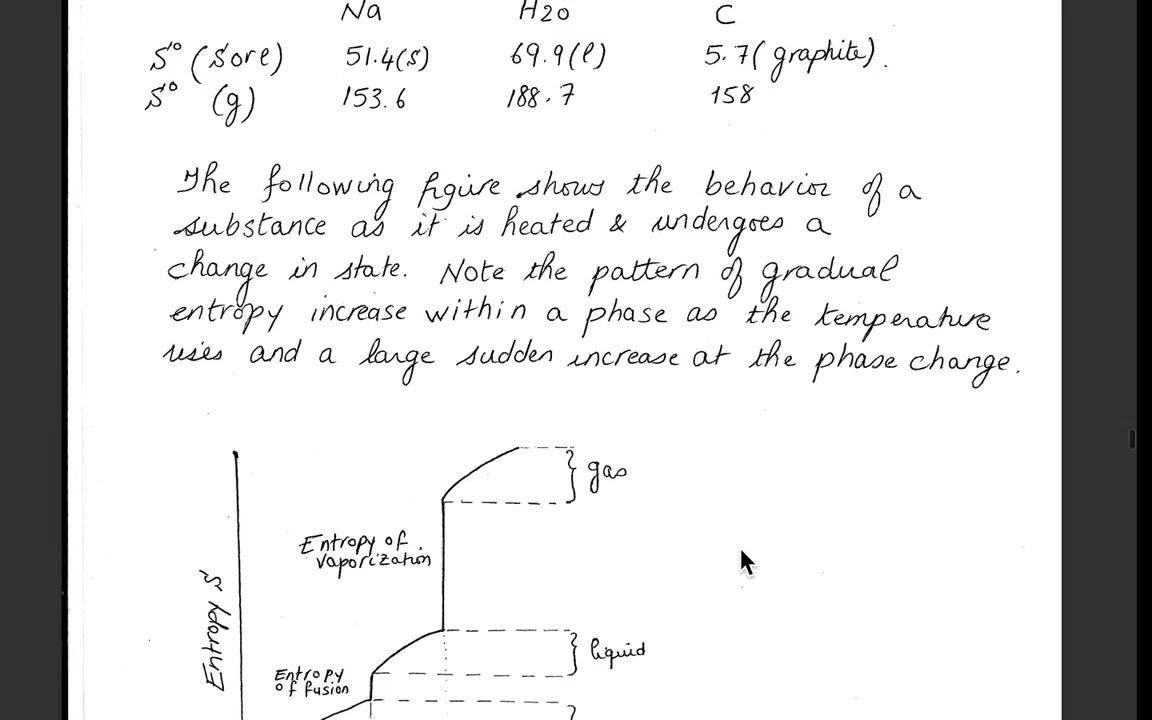 Na H2O C
S° (S or l) 51.4(s) 69.9(l) 5.7(graphite).
S° (g) 153.6 188.7 158
The following figure shows the behavior of a
substance as it is heated & undergoes a
change in state. Note the pattern of gradual
entropy increase within a phase as the temperature
rises and a large sudden increase at the phase change.
gas
Entropy of
vaporization
Entropy S
liquid
Entropy
of fusion